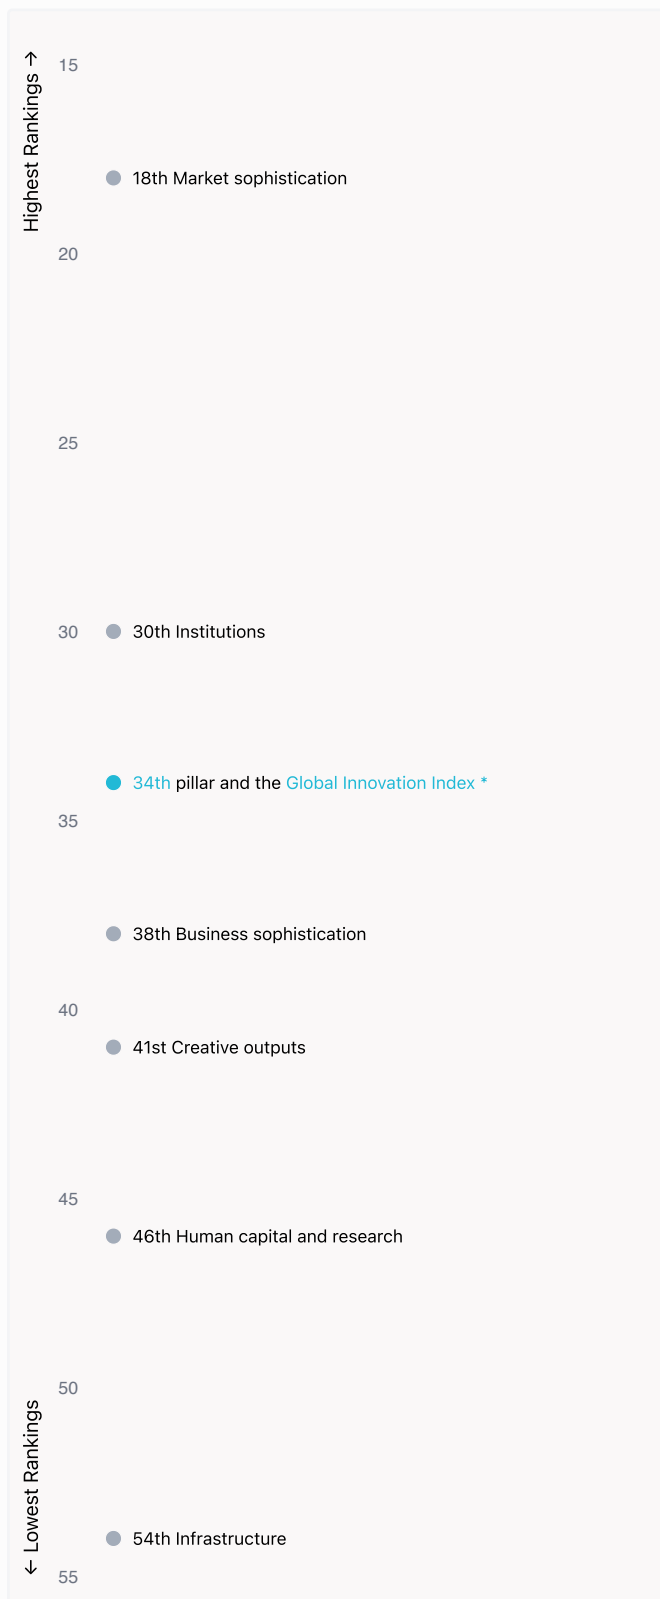 Highest Rankings →
15
18th Market sophistication
20
25
30
30th Institutions
34th pillar and the Global Innovation Index *
35
38th Business sophistication
40
41st Creative outputs
45
46th Human capital and research
50
← Lowest Rankings
54th Infrastructure
55